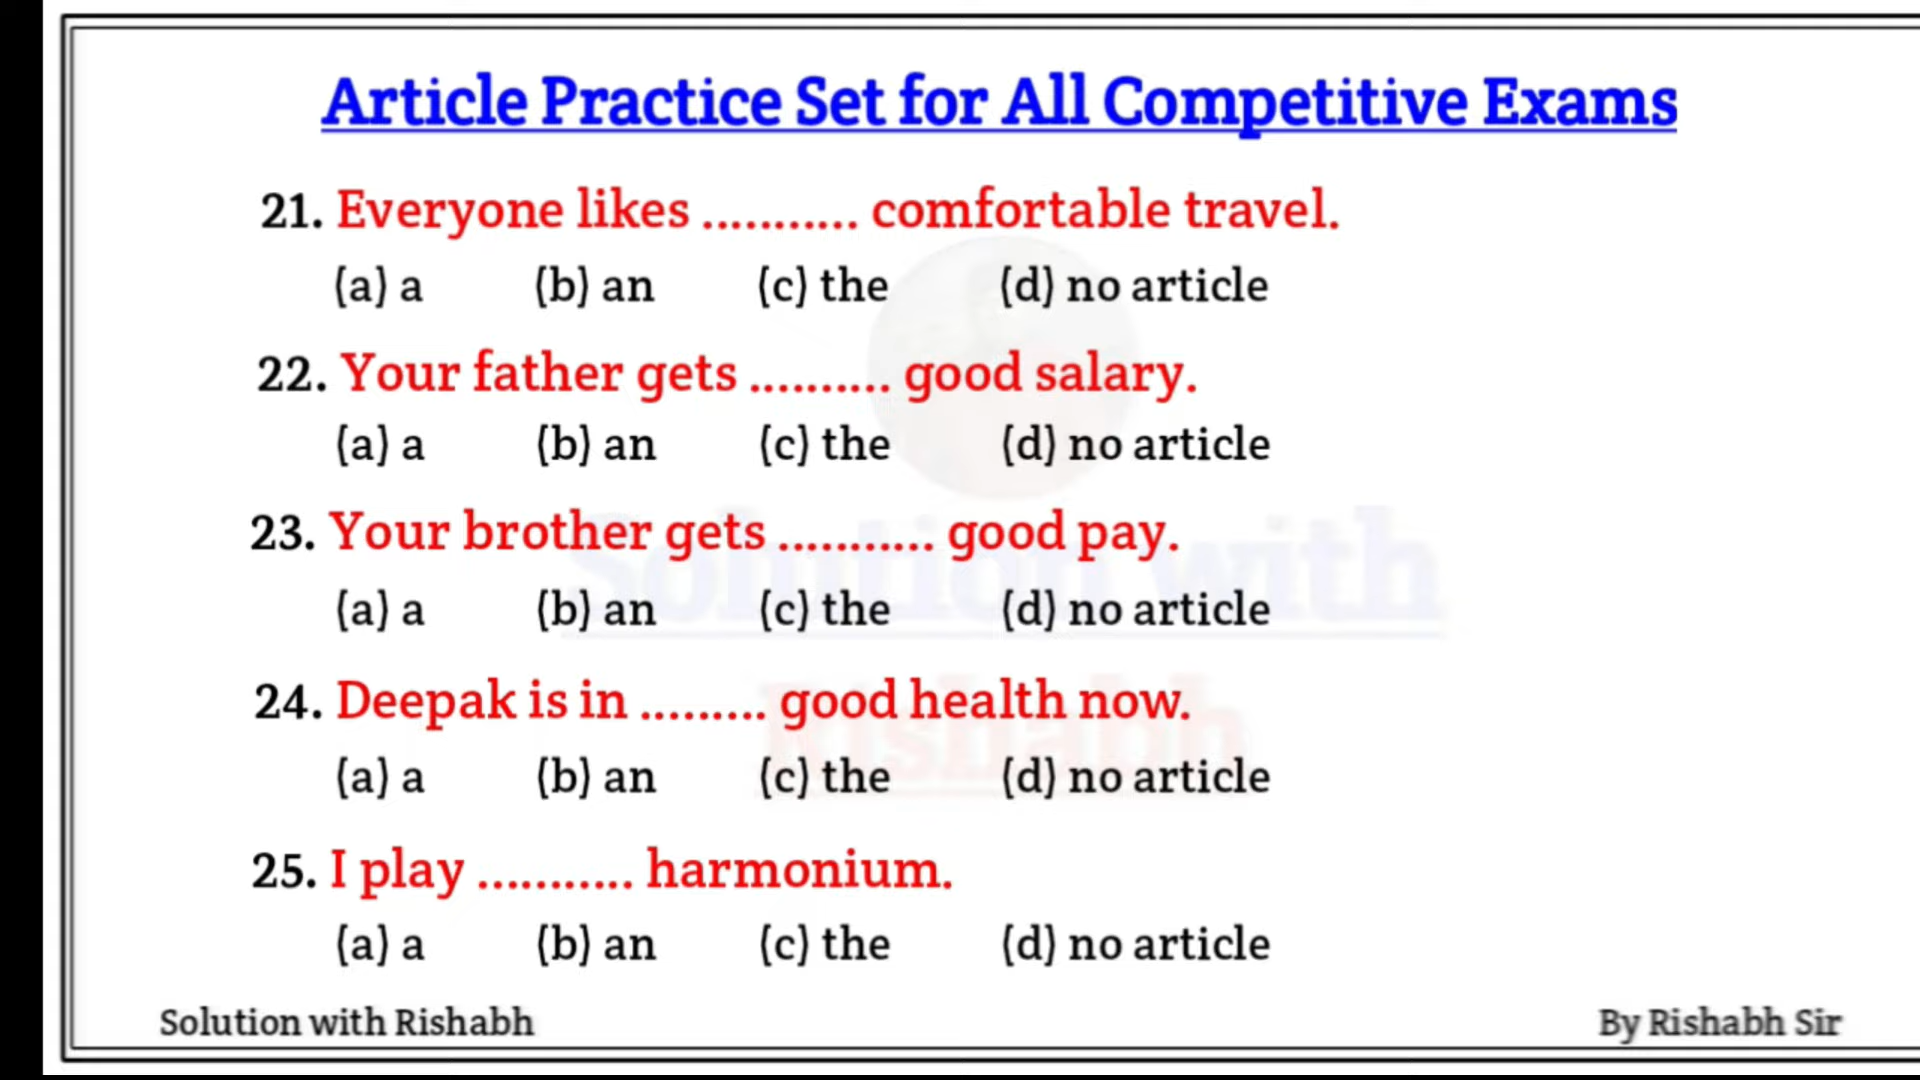 Article Practice Set for All Competitive Exams
21. Everyone likes ........... comfortable travel.
(a) a (b) an (c) the (d) no article
22. Your father gets .......... good salary.
(a) a (b) an (c) the (d) no article
23. Your brother gets ........... good pay.
(a) a (b) an (c) the (d) no article
Solution with
24. Deepak is in ......... good health now.
Rishabh
(a) a (b) an (c) the (d) no article
25. I play ........... harmonium.
(a) a (b) an (c) the (d) no article
Solution with Rishabh By Rishabh Sir